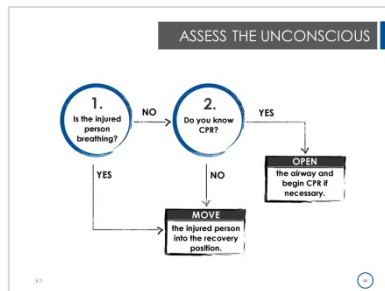 ASSESS THE UNCONSCIOUS
1.
Is the injured
person
breathing?
NO
2.
Do you know
CPR?
YES
OPEN
the airway and
begin CPR if
necessary.
YES
NO
MOVE
the injured person
into the recovery
position.